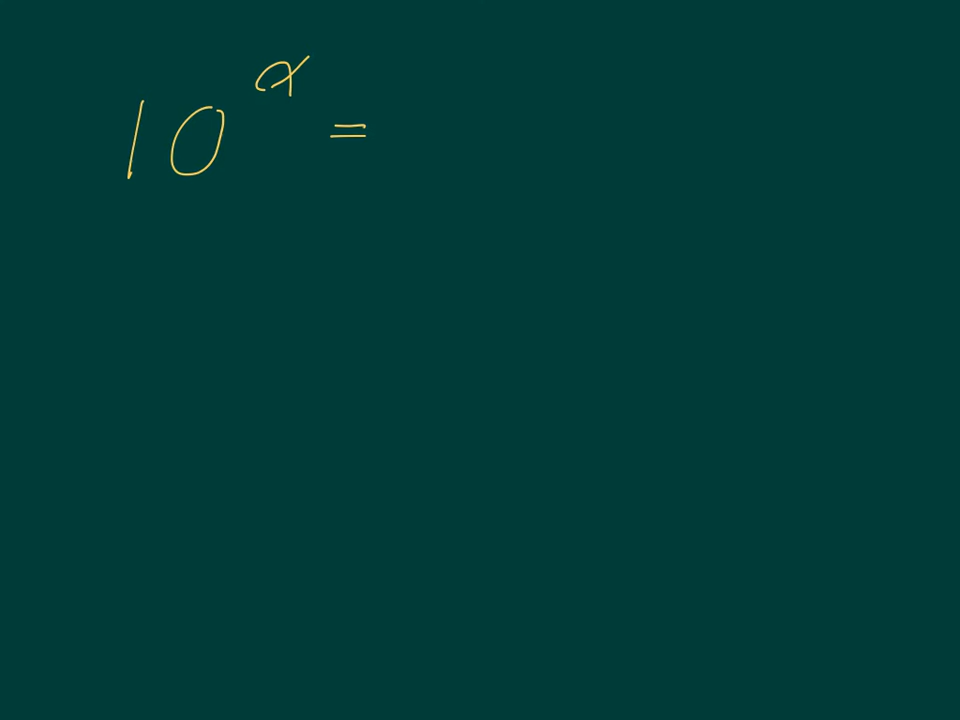 10^x =